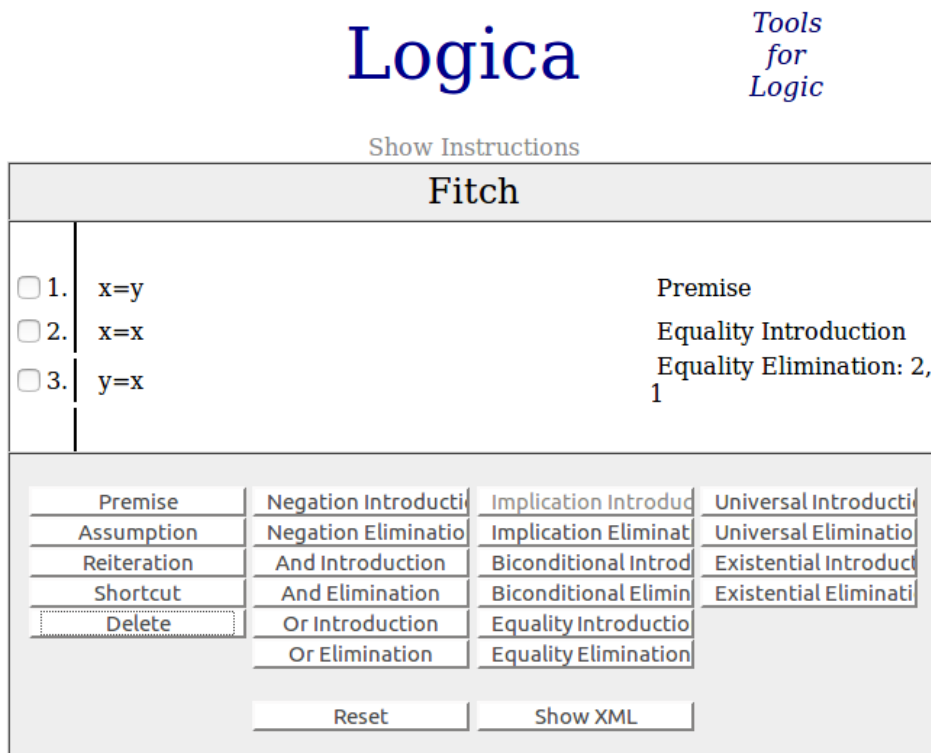 Logica
Tools
for
Logic
Show Instructions
Fitch
1. x=y Premise
2. x=x Equality Introduction
3. y=x Equality Elimination: 2,
1
Premise Negation Introducti Implication Introduc Universal Introducti
Assumption Negation Eliminatio Implication Eliminat Universal Eliminatio
Reiteration And Introduction Biconditional Introd Existential Introduct
Shortcut And Elimination Biconditional Elimin Existential Eliminati
Delete Or Introduction Equality Introductio
Or Elimination Equality Elimination
Reset Show XML